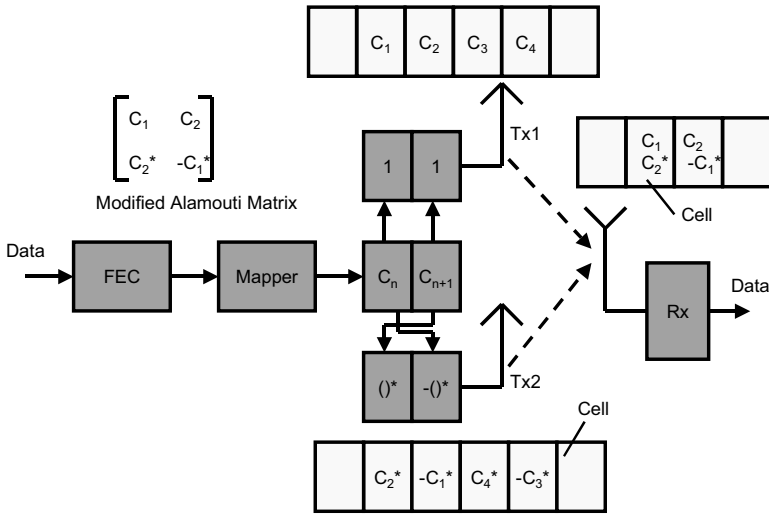 C₁ C₂ C₃ C₄
C₁ C₂
C₂* -C₁*
Modified Alamouti Matrix
Tx1
1 1
C₁ C₂
C₂* -C₁*
Cell
Data
FEC
Mapper
Cₙ Cₙ₊₁
Rx
Data
()* -()*
Tx2
Cell
C₂* -C₁* C₄* -C₃*